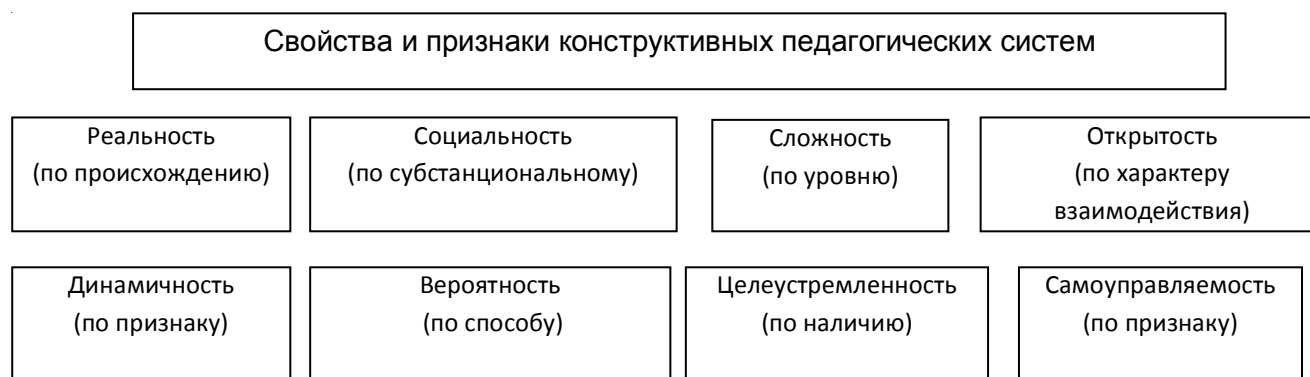 Свойства и признаки конструктивных педагогических систем
Реальность
(по происхождению)
Социальность
(по субстанциональному)
Сложность
(по уровню)
Открытость
(по характеру
взаимодействия)
Динамичность
(по признаку)
Вероятность
(по способу)
Целеустремленность
(по наличию)
Самоуправляемость
(по признаку)